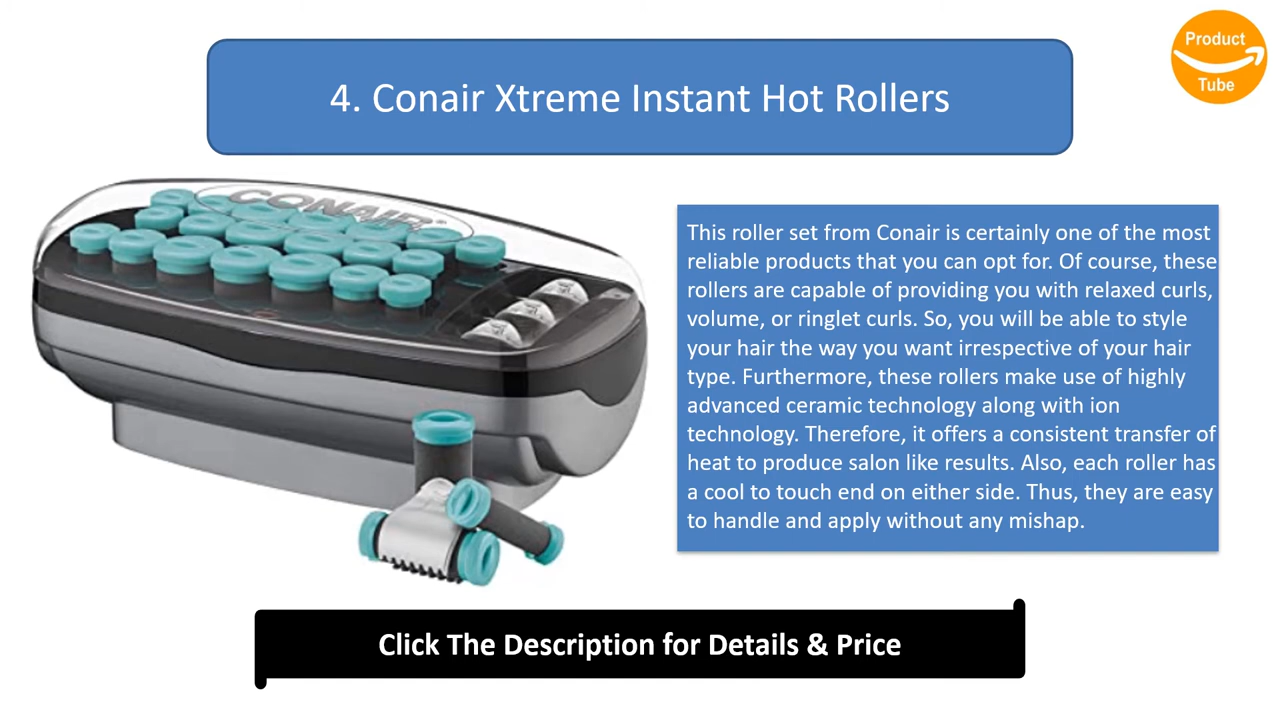 Product
Tube
4. Conair Xtreme Instant Hot Rollers
CONAIR®
This roller set from Conair is certainly one of the most
reliable products that you can opt for. Of course, these
rollers are capable of providing you with relaxed curls,
volume, or ringlet curls. So, you will be able to style
your hair the way you want irrespective of your hair
type. Furthermore, these rollers make use of highly
advanced ceramic technology along with ion
technology. Therefore, it offers a consistent transfer of
heat to produce salon like results. Also, each roller has
a cool to touch end on either side. Thus, they are easy
to handle and apply without any mishap.
Click The Description for Details & Price